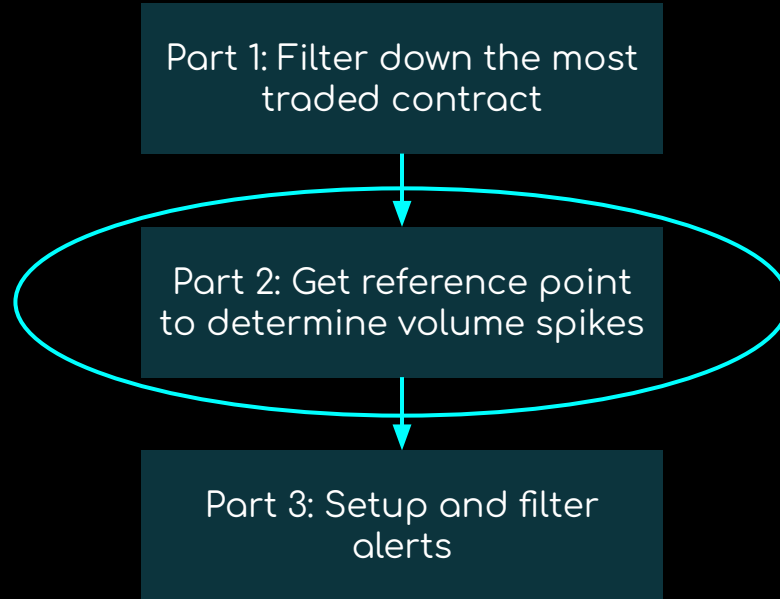 Part 1: Filter down the most
traded contract
Part 2: Get reference point
to determine volume spikes
Part 3: Setup and filter
alerts